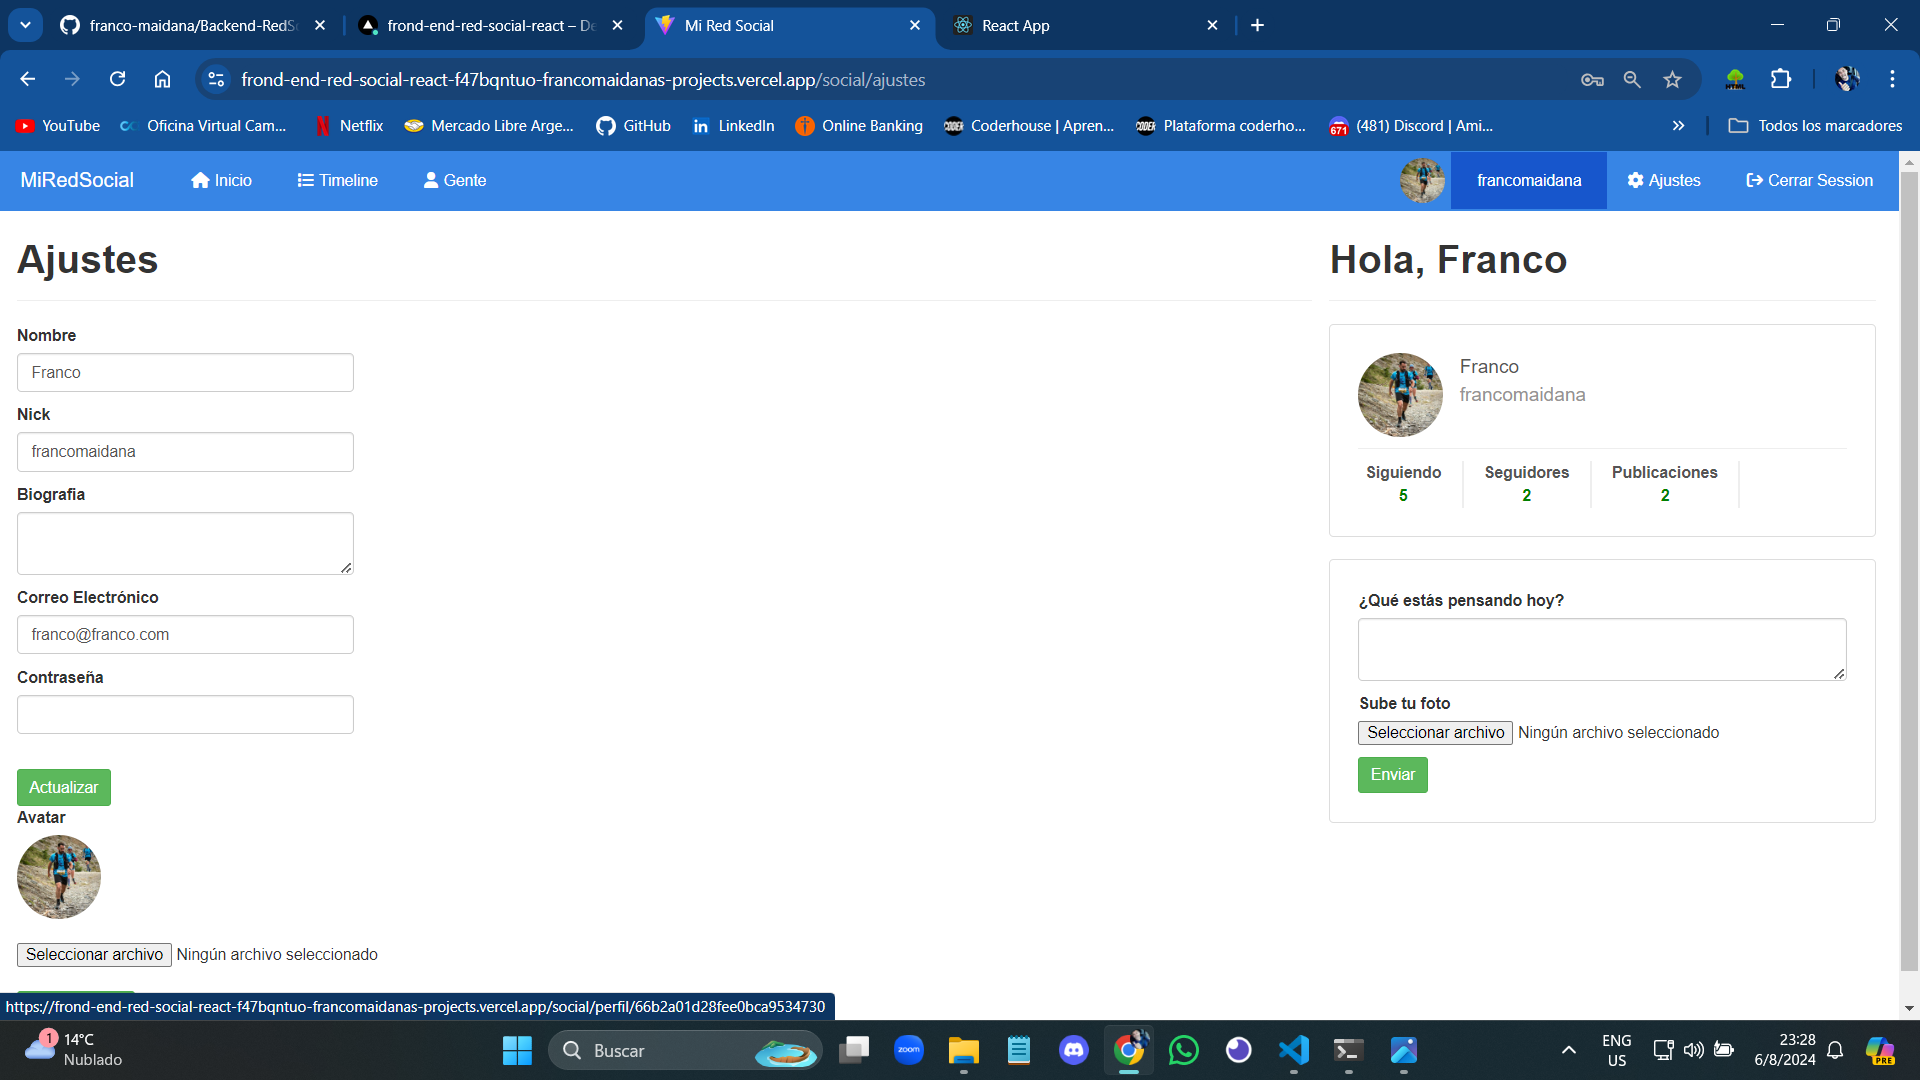 franco-maidana/Backend-RedS
frond-end-red-social-react – De
Mi Red Social
React App
frond-end-red-social-react-f47bqntuo-francomaidanas-projects.vercel.app/social/ajustes
YouTube
Oficina Virtual Cam...
Netflix
Mercado Libre Arge...
GitHub
LinkedIn
Online Banking
Coderhouse | Apren...
Plataforma coderho...
671
(481) Discord | Ami...
Todos los marcadores
MiRedSocial
Inicio
Timeline
Gente
francomaidana
Ajustes
Cerrar Session
Ajustes
Nombre
Franco
Nick
francomaidana
Biografia
Correo Electrónico
franco@franco.com
Contraseña
Actualizar
Avatar
Seleccionar archivo Ningún archivo seleccionado
Hola, Franco
Franco
francomaidana
Siguiendo
5
Seguidores
2
Publicaciones
2
¿Qué estás pensando hoy?
Sube tu foto
Seleccionar archivo Ningún archivo seleccionado
Enviar
https://frond-end-red-social-react-f47bqntuo-francomaidanas-projects.vercel.app/social/perfil/66b2a01d28fee0bca9534730
1
14°C
Nublado
Buscar
zoom
ENG
US
23:28
6/8/2024
PRE